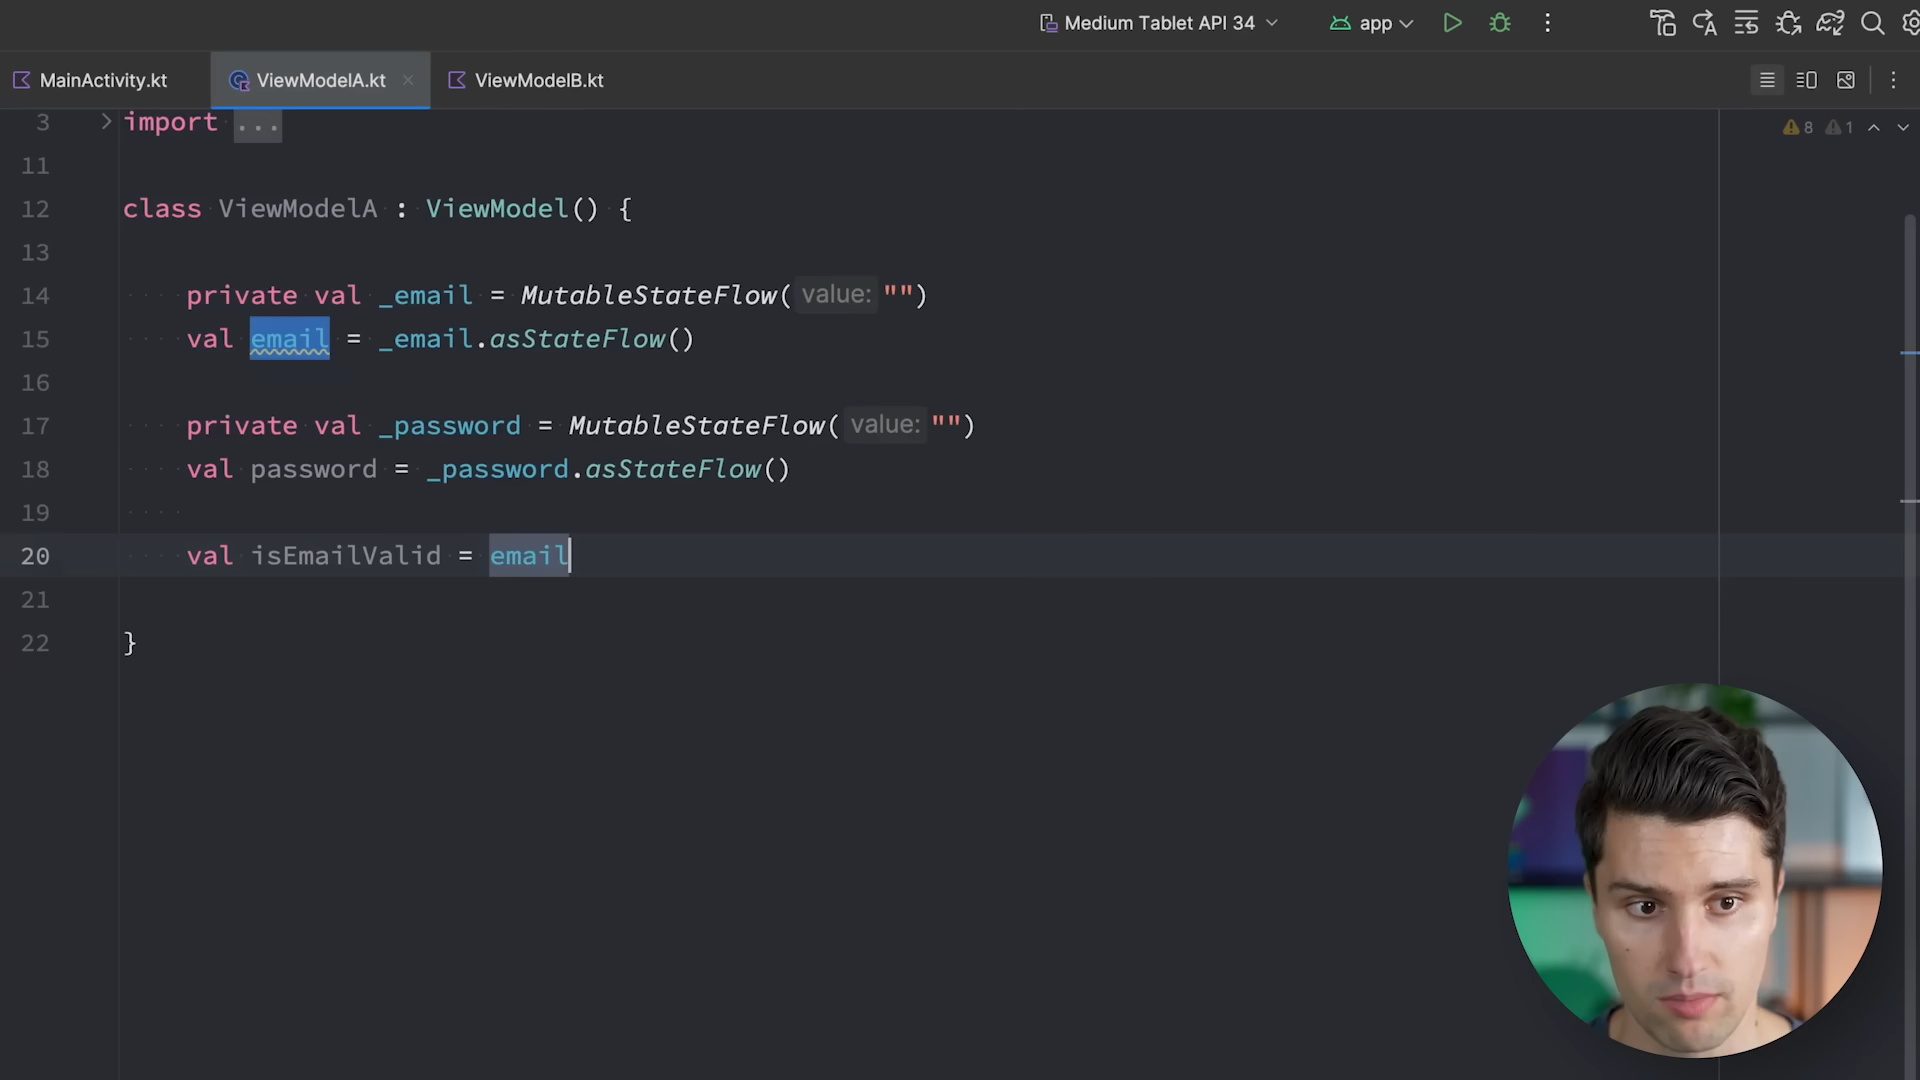 Medium Tablet API 34
app
MainActivity.kt
ViewModelA.kt
ViewModelB.kt
8 1
3 import ...
11
12 class ViewModelA : ViewModel() {
13
14 private val _email = MutableStateFlow( value: "")
15 val email = _email.asStateFlow()
16
17 private val _password = MutableStateFlow( value: "")
18 val password = _password.asStateFlow()
19
20 val isEmailValid = email
21
22 }